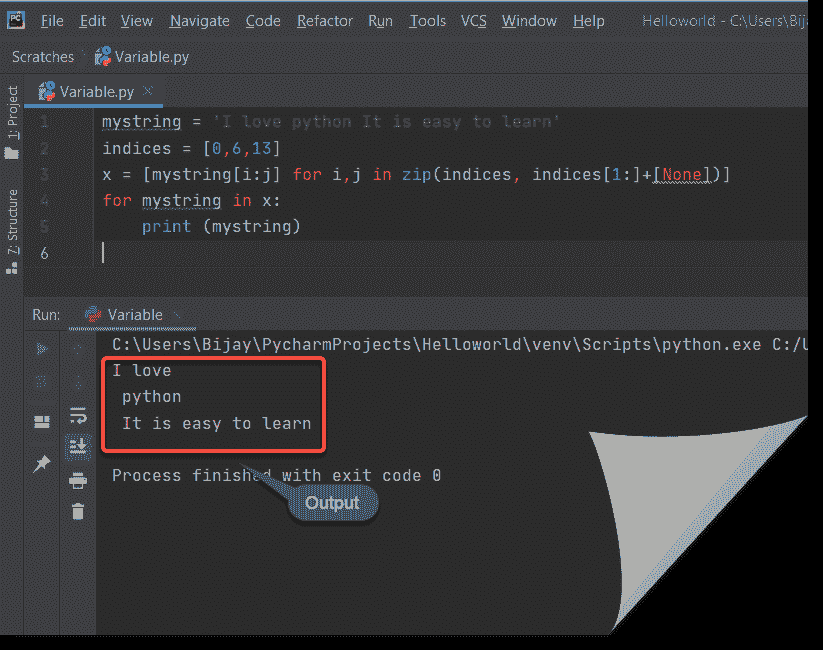 PC File Edit View Navigate Code Refactor Run Tools VCS Window Help Helloworld - C:\Users\Bij
Scratches Variable.py
Variable.py
1: Project
7: Structure
1 mystring = 'I love python It is easy to learn'
2 indices = [0,6,13]
3 x = [mystring[i:j] for i,j in zip(indices, indices[1:]+[None])]
4 for mystring in x:
5 print (mystring)
6
Run: Variable
C:\Users\Bijay\PycharmProjects\Helloworld\venv\Scripts\python.exe C:/U
I love
python
It is easy to learn
Process finished with exit code 0
Output